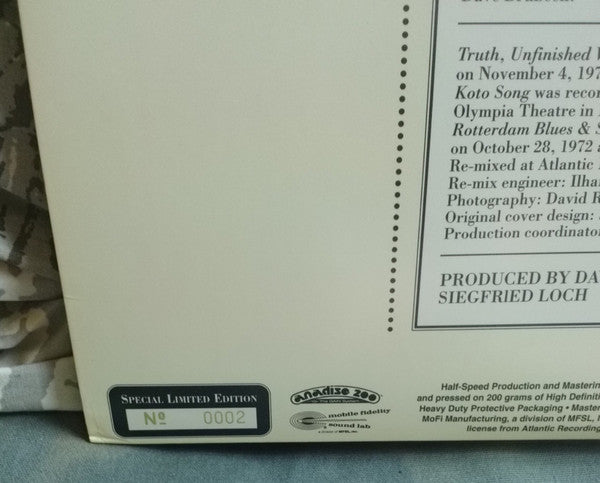 Truth, Unfinished
on November 4, 197
Koto Song was recor
Olympia Theatre in
Rotterdam Blues & S
on October 28, 1972 a
Re-mixed at Atlantic
Re-mix engineer: Ilha
Photography: David R
Original cover design:
Production coordinator
PRODUCED BY DA
SIEGFRIED LOCH
SPECIAL LIMITED EDITION
Nº 0002
anadisc 200
mobile fidelity
sound lab
Half-Speed Production and Masterin
and pressed on 200 grams of High Definiti
Heavy Duty Protective Packaging • Master
MoFi Manufacturing, a division of MFSL, I
license from Atlantic Recording